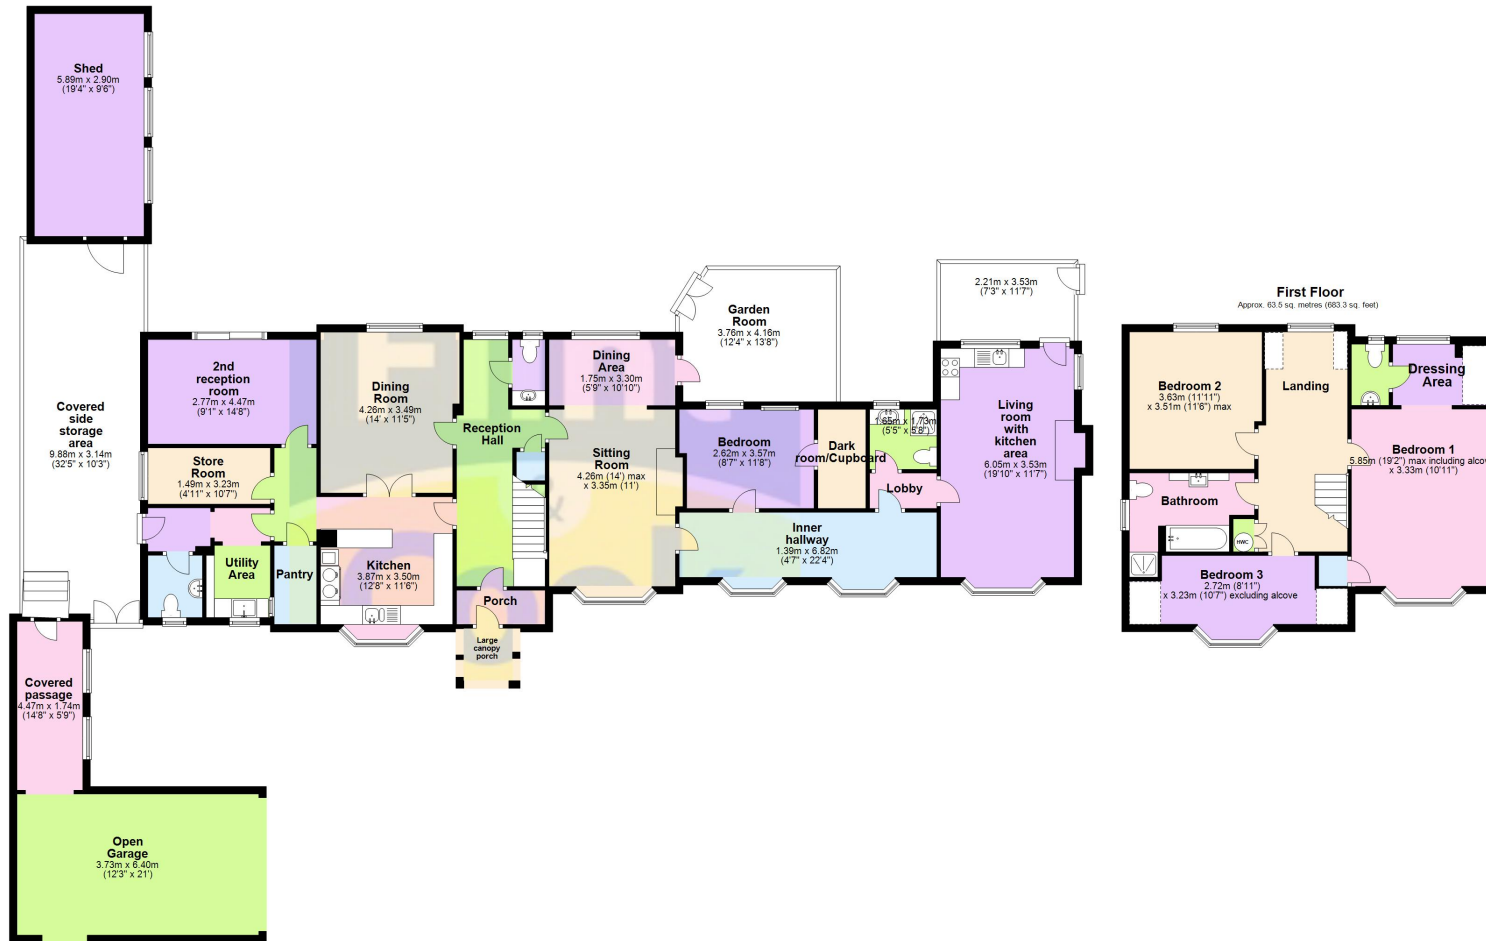 Shed
5.89m x 2.90m
(19'4" x 9'6")
Covered
side
storage
area
9.88m x 3.14m
(32'5" x 10'3")
2nd
reception
room
2.77m x 4.47m
(9'1" x 14'8")
Store
Room
1.49m x 3.23m
(4'11" x 10'7")
Utility
Area
Pantry
Dining
Room
4.26m x 3.49m
(14' x 11'5")
Kitchen
3.87m x 3.50m
(12'8" x 11'6")
Reception
Hall
Porch
Large
canopy
porch
Dining
Area
1.75m x 3.30m
(5'9" x 10'10")
Sitting
Room
4.26m (14') max
x 3.35m (11')
Garden
Room
3.76m x 4.16m
(12'4" x 13'8")
Bedroom
2.62m x 3.57m
(8'7" x 11'8")
Dark
room/Cupboard
1.65m x 1.73m
(5'5" x 5'8")
Lobby
Inner
hallway
1.39m x 6.82m
(4'7" x 22'4")
2.21m x 3.53m
(7'3" x 11'7")
Living
room
with
kitchen
area
6.05m x 3.53m
(19'10" x 11'7")
Covered
passage
4.47m x 1.74m
(14'8" x 5'9")
Open
Garage
3.73m x 6.40m
(12'3" x 21')
First Floor
Approx. 63.5 sq. metres (683.3 sq. feet)
Bedroom 2
3.63m (11'11")
x 3.51m (11'6") max
Landing
Dressing
Area
Bedroom 1
5.85m (19'2") max including alcov
x 3.33m (10'11")
Bathroom
HWC
Bedroom 3
2.72m (8'11")
x 3.23m (10'7") excluding alcove